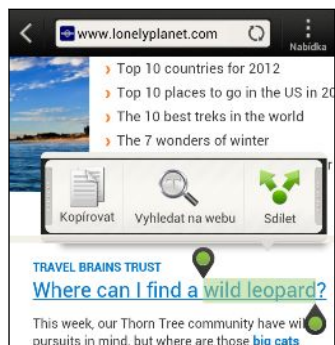 www.lonelyplanet.com
Nabídka
Top 10 countries for 2012
Top 10 places to go in the US in 20
The 10 best treks in the world
The 7 wonders of winter
Kopírovat
Vyhledat na webu
Sdílet
TRAVEL BRAINS TRUST
Where can I find a wild leopard?
This week, our Thorn Tree community have
pursuits in mind, but where are those big cats